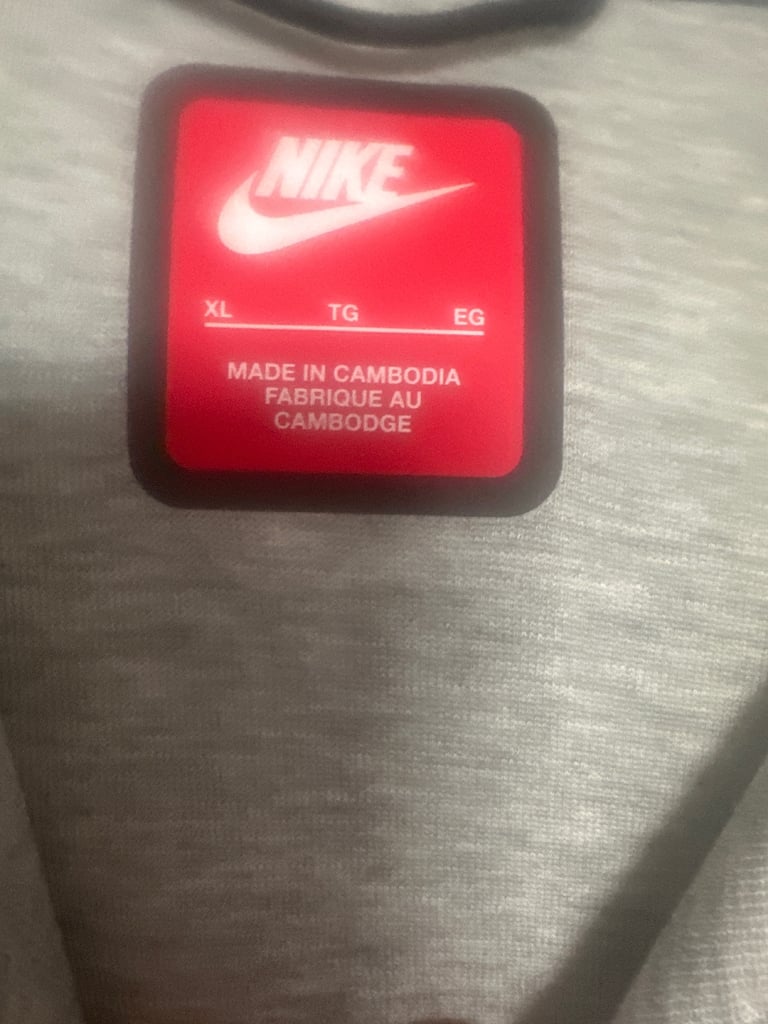 NIKE
XL TG EG
MADE IN CAMBODIA
FABRIQUE AU
CAMBODGE